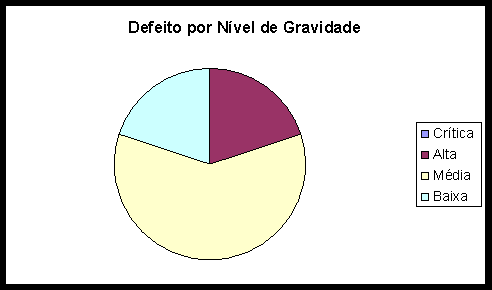 Defeito por Nível de Gravidade
Crítica
Alta
Média
Baixa